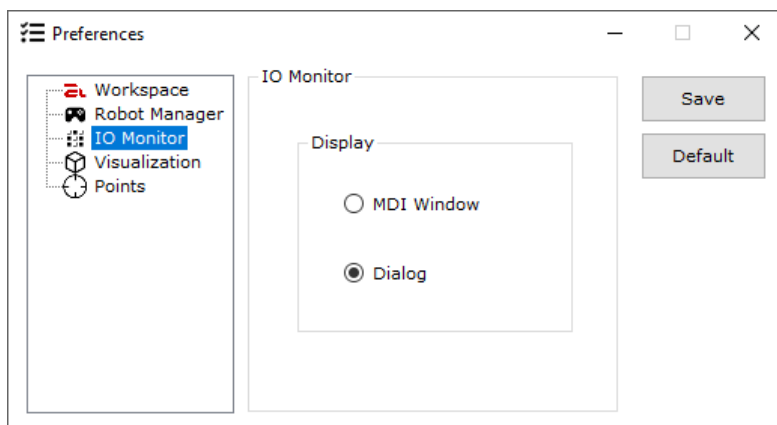 Preferences
Workspace
Robot Manager
IO Monitor
Visualization
Points
IO Monitor
Display
MDI Window
Dialog
Save
Default